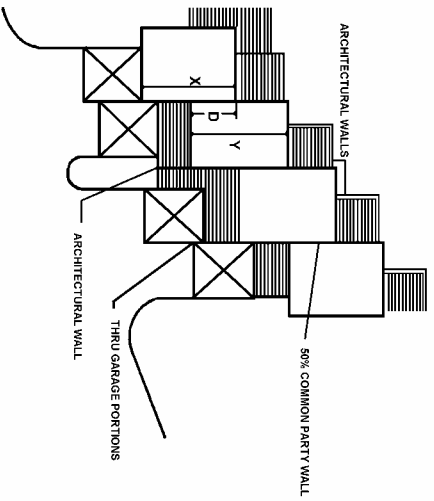 ARCHITECTURAL WALLS
X
D
Y
ARCHITECTURAL WALL
THRU GARAGE PORTIONS
50% COMMON PARTY WALL